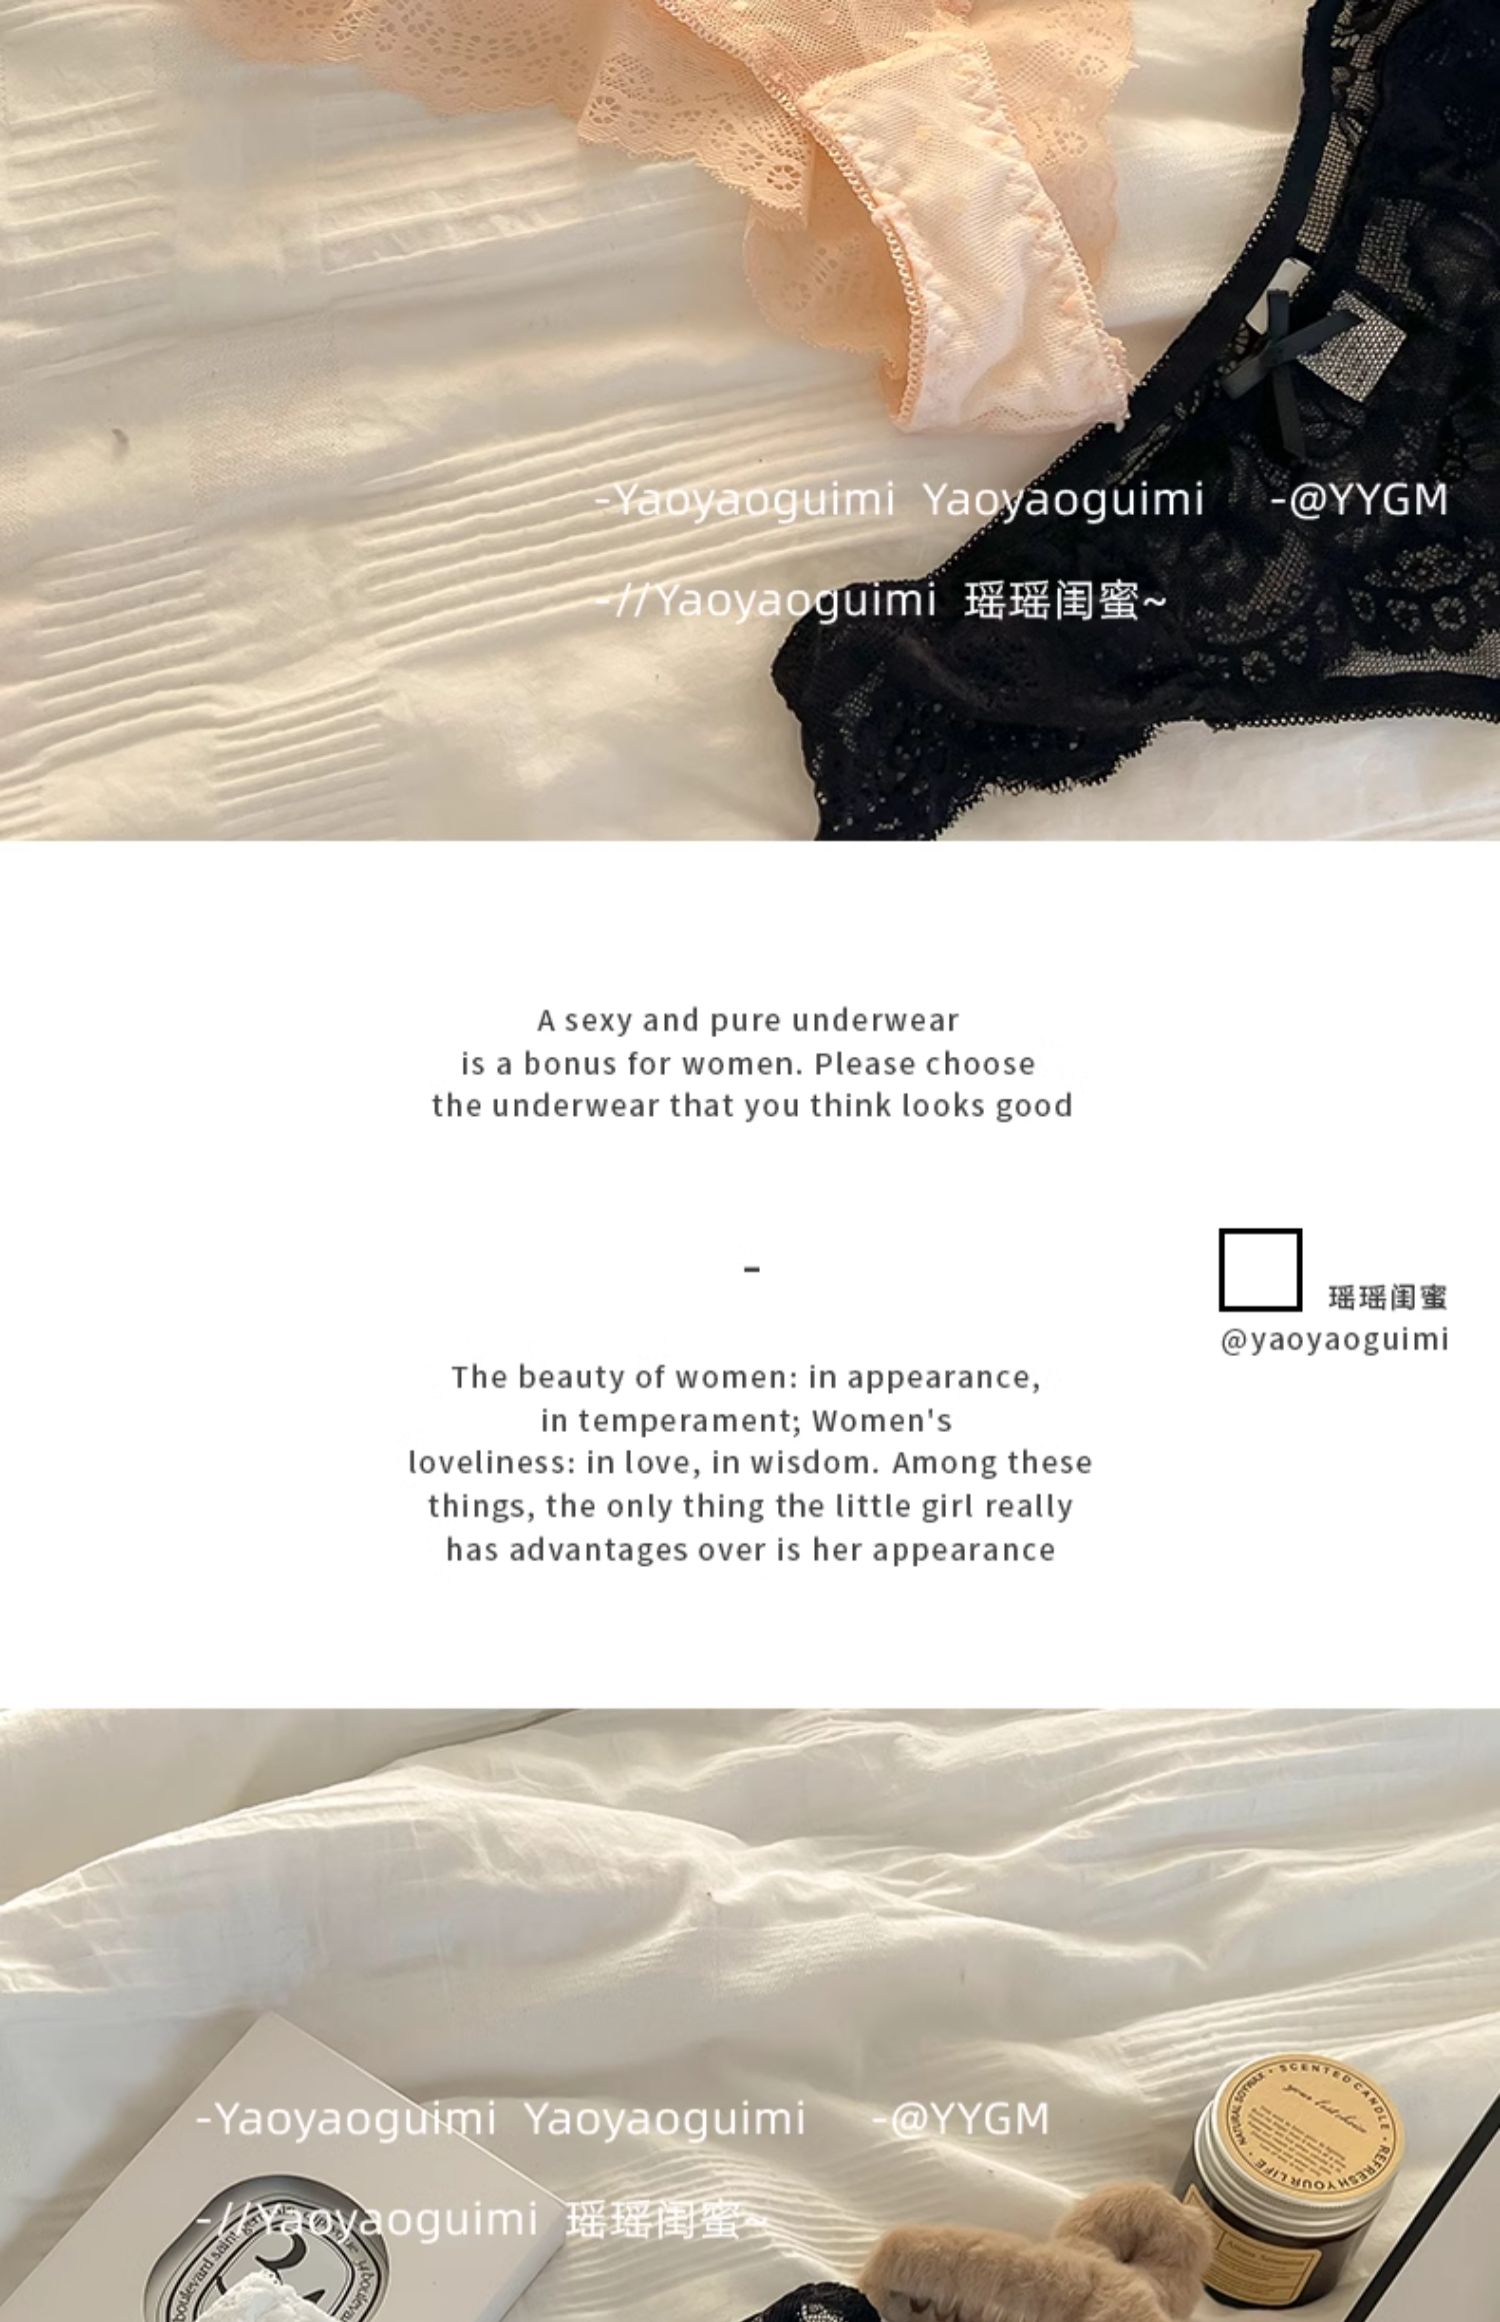 -Yaoyaoguimi Yaoyaoguimi -@YYGM
-//Yaoyaoguimi 瑶瑶闺蜜~
A sexy and pure underwear
is a bonus for women. Please choose
the underwear that you think looks good
-
瑶瑶闺蜜
@yaoyaoguimi
The beauty of women: in appearance,
in temperament; Women's
loveliness: in love, in wisdom. Among these
things, the only thing the little girl really
has advantages over is her appearance
-Yaoyaoguimi Yaoyaoguimi -@YYGM
-//Yaoyaoguimi 瑶瑶闺蜜~
NATURAL SOYWAX • SCENTED CANDLE • REFRESH YOUR LIFE
boulevard saint